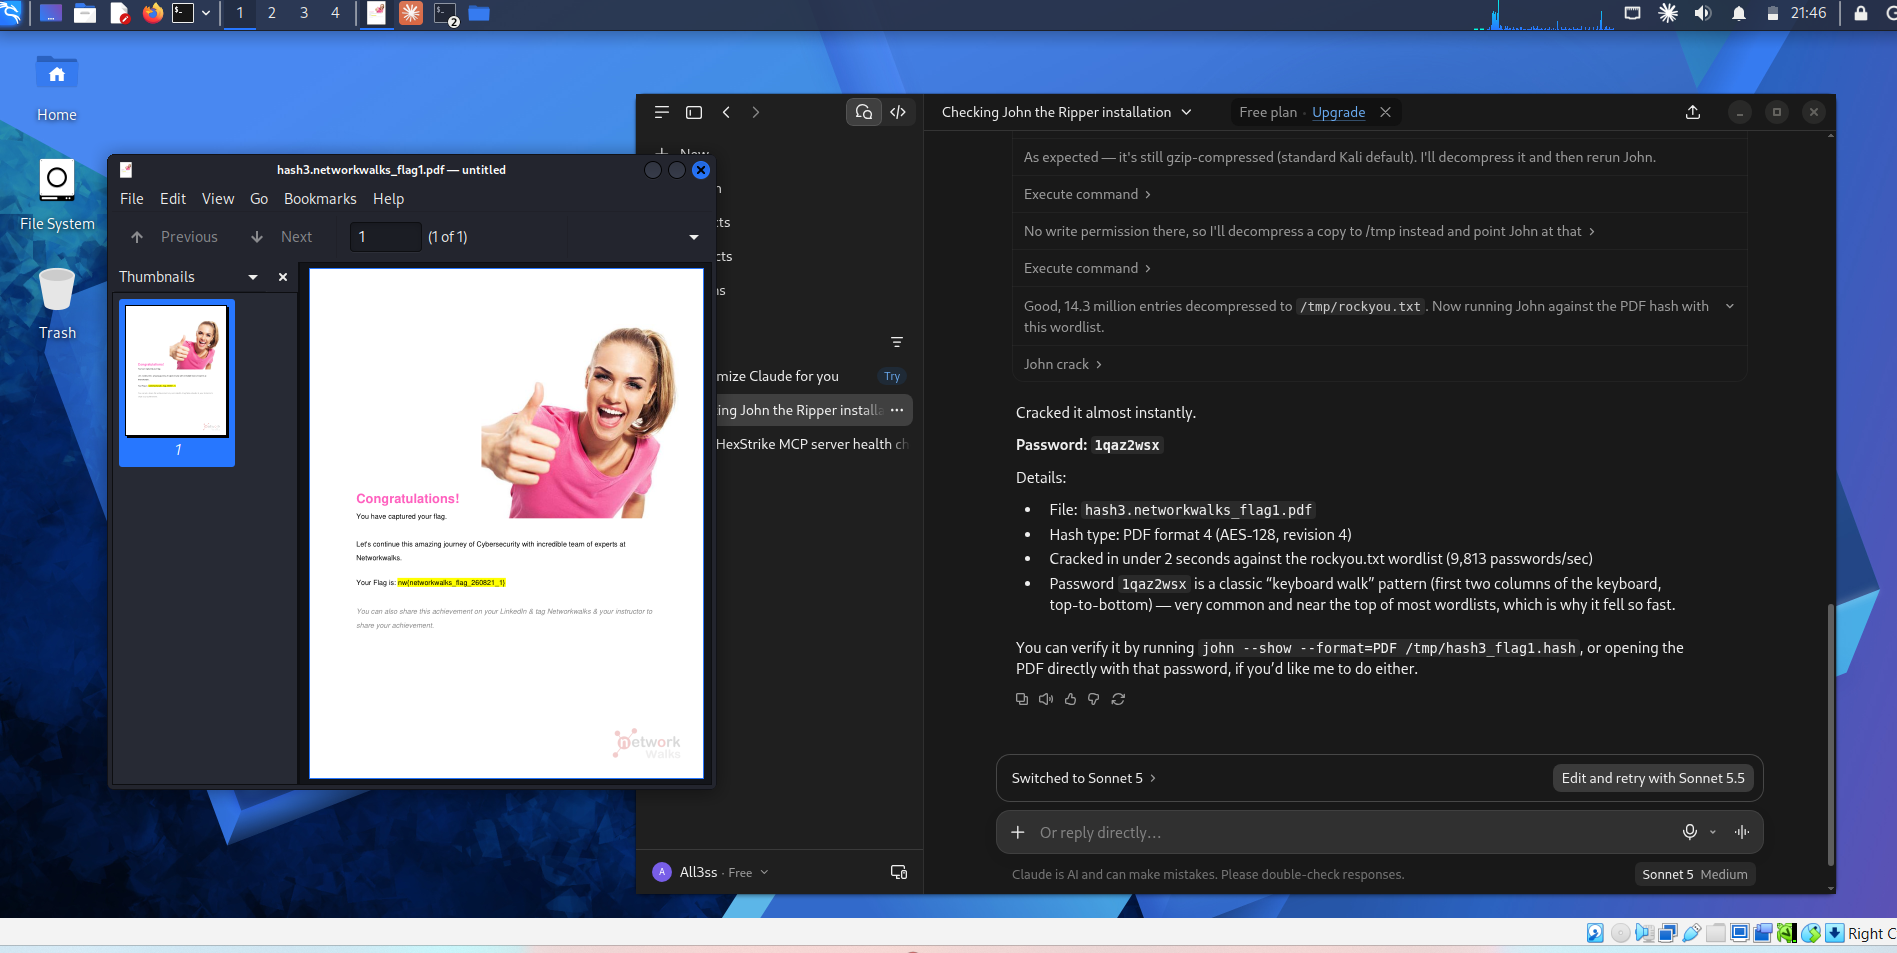 1 2 3 4
2
21:46
Home
File System
Trash
hash3.networkwalks_flag1.pdf — untitled
File Edit View Go Bookmarks Help
Previous Next 1 (1 of 1)
Thumbnails
1
Congratulations!
You have captured your flag.
Let's continue this amazing journey of Cybersecurity with incredible team of experts at
Networkwalks.
Your Flag is: nw{networkwalks_flag_260821_1}
You can also share this achievement on your LinkedIn & tag Networkwalks & your instructor to
share your achievement.
network
Walks
mize Claude for you Try
ing John the Ripper installa
HexStrike MCP server health ch
A All3ss · Free
Checking John the Ripper installation
Free plan · Upgrade
As expected — it's still gzip-compressed (standard Kali default). I'll decompress it and then rerun John.
Execute command
No write permission there, so I'll decompress a copy to /tmp instead and point John at that
Execute command
Good, 14.3 million entries decompressed to /tmp/rockyou.txt. Now running John against the PDF hash with
this wordlist.
John crack
Cracked it almost instantly.
Password: 1qaz2wsx
Details:
• File: hash3.networkwalks_flag1.pdf
• Hash type: PDF format 4 (AES-128, revision 4)
• Cracked in under 2 seconds against the rockyou.txt wordlist (9,813 passwords/sec)
• Password 1qaz2wsx is a classic “keyboard walk” pattern (first two columns of the keyboard,
top-to-bottom) — very common and near the top of most wordlists, which is why it fell so fast.
You can verify it by running john --show --format=PDF /tmp/hash3_flag1.hash, or opening the
PDF directly with that password, if you’d like me to do either.
Switched to Sonnet 5
Edit and retry with Sonnet 5.5
Or reply directly…
Claude is AI and can make mistakes. Please double-check responses.
Sonnet 5 Medium
Right C